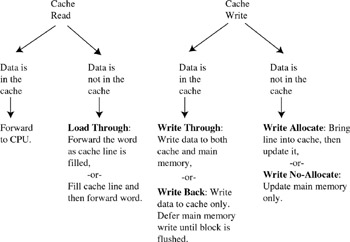 Cache
Read
Cache
Write
Data is
in the
cache
Data is
not in the
cache
Data is
in the
cache
Data is
not in the
cache
Forward
to CPU.
Load Through:
Forward the word
as cache line is
filled,
-or-
Fill cache line and
then forward word.
Write Through:
Write data to both
cache and main
memory,
-or-
Write Back: Write
data to cache only.
Defer main memory
write until block is
flushed.
Write Allocate: Bring
line into cache, then
update it,
-or-
Write No-Allocate:
Update main memory
only.